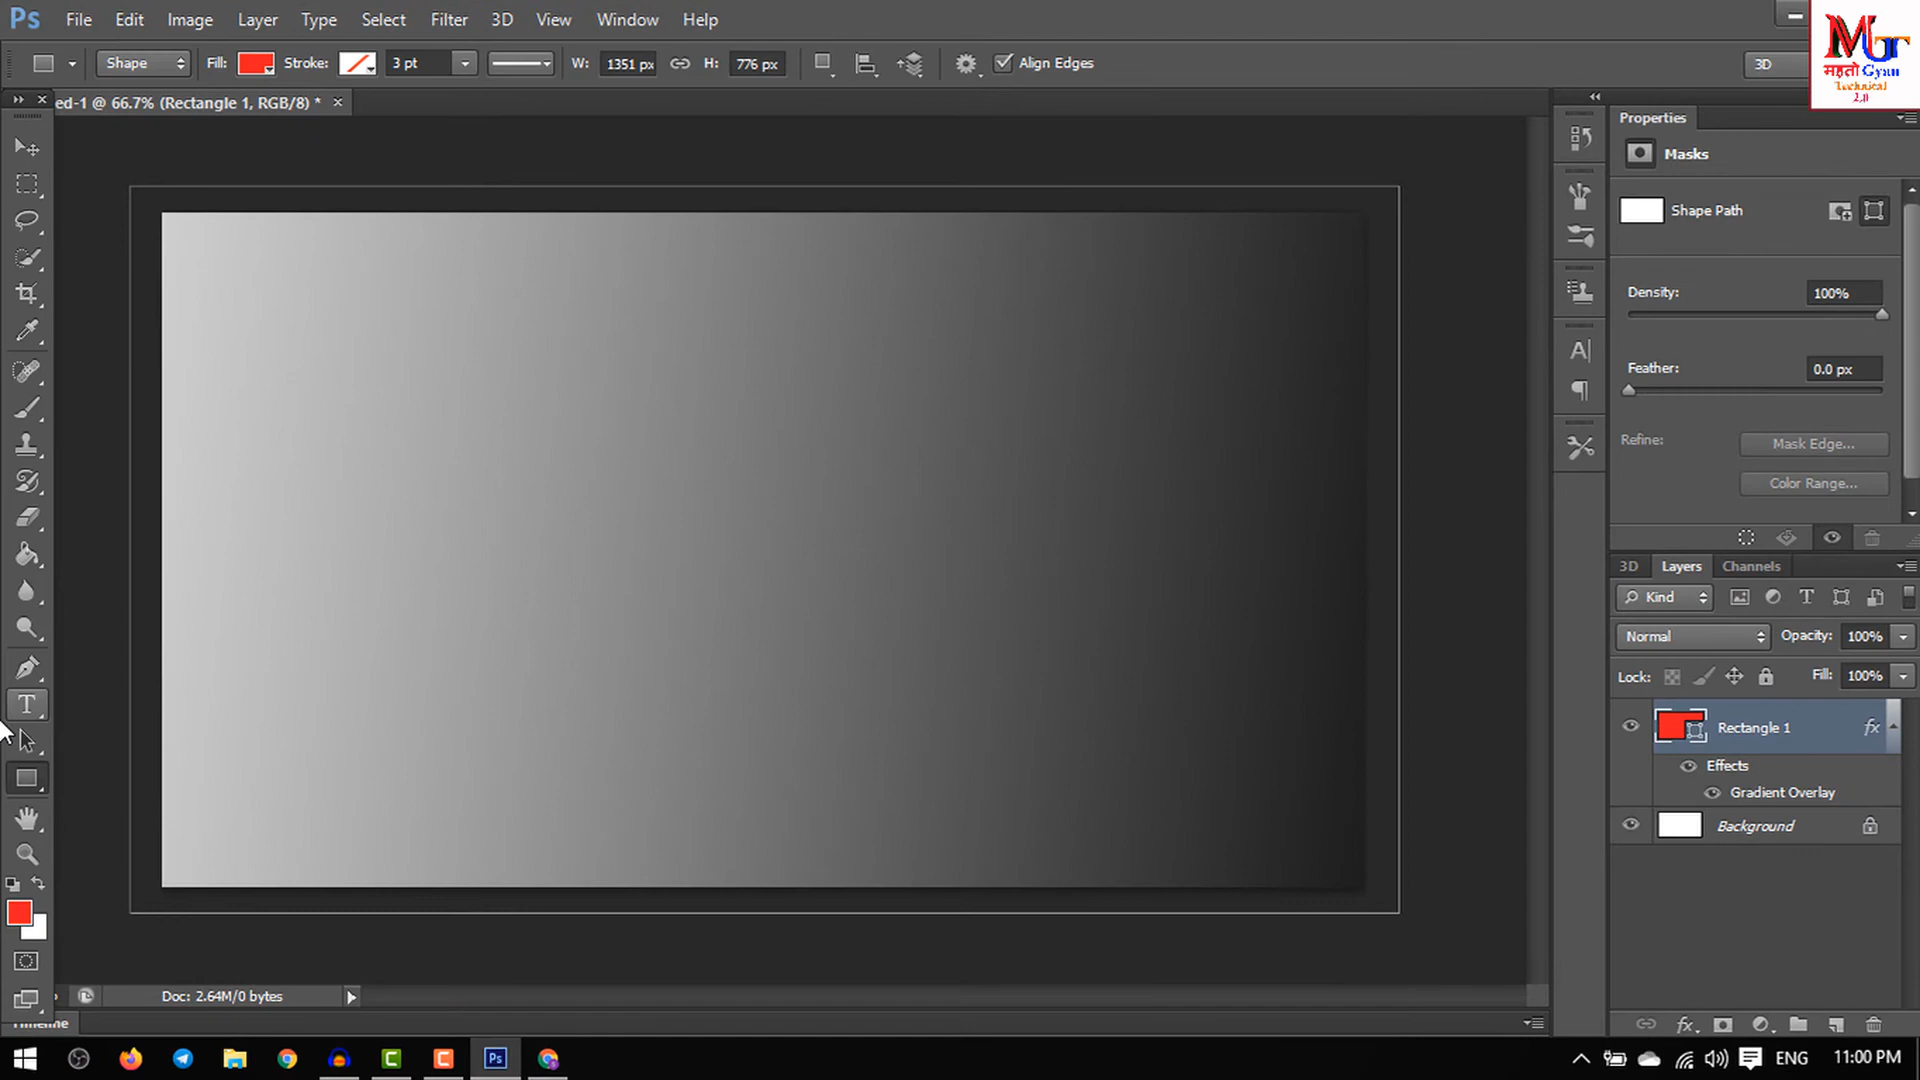 Ps File Edit Image Layer Type Select Filter 3D View Window Help
Shape Fill: Stroke: 3 pt W: 1351 px H: 776 px Align Edges 3D
MGT
महतो Gyan
Technical
2.0
ed-1 @ 66.7% (Rectangle 1, RGB/8) *
Properties
Masks
Shape Path
Density: 100%
Feather: 0.0 px
Refine: Mask Edge...
Color Range...
3D Layers Channels
Kind
Normal Opacity: 100%
Lock: Fill: 100%
Rectangle 1 fx
Effects
Gradient Overlay
Background
Doc: 2.64M/0 bytes
Timeline
ENG 11:00 PM